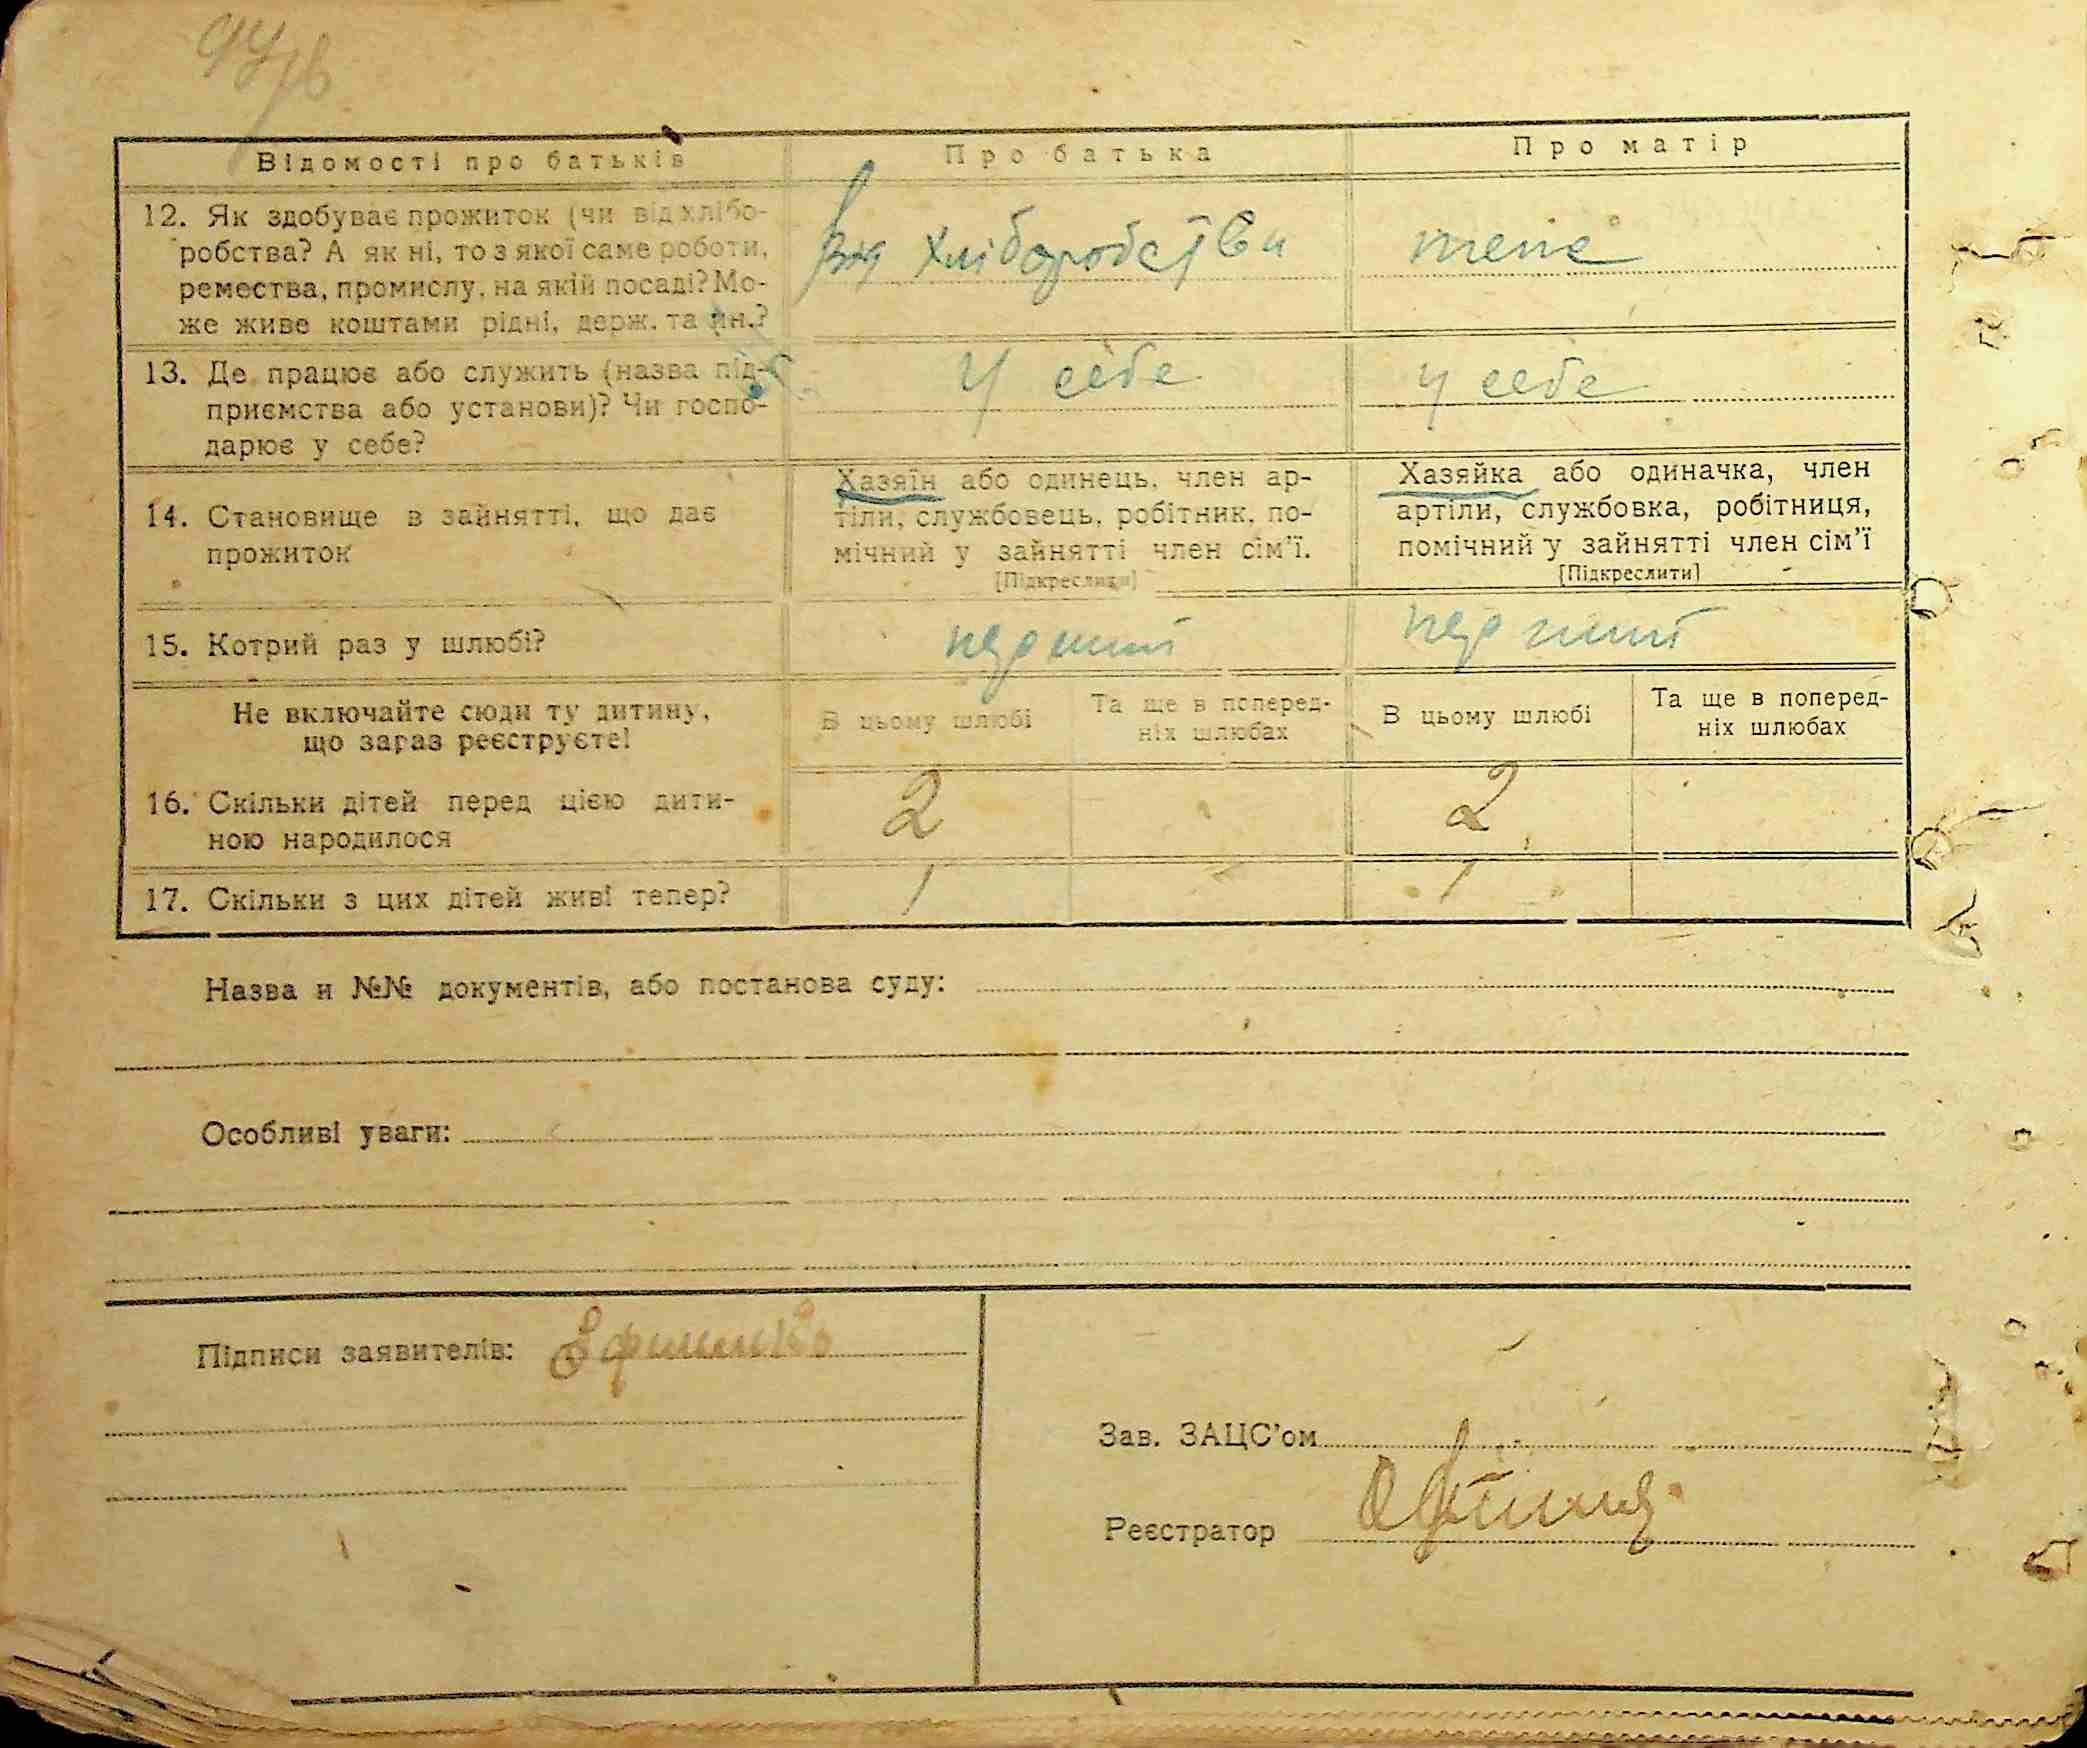 Відомості про батьків
Про батька
Про матір
12. Як здобуває прожиток (чи від хлібо-
робства? А як ні, то з якої саме роботи,
ремества, промислу, на якій посаді? Мо-
же живе коштами рідні, держ. та ин.?
Від хліборобства
тене
13. Де працює або служить (назва під-
приємства або установи)? Чи госпо-
дарює у себе?
У себе
у себе
14. Становище в зайнятті, що дає
прожиток
Хазяїн або одинець, член ар-
тіли, службовець, робітник, по-
мічний у зайнятті член сім'ї.
[Підкреслити]
Хазяйка або одиначка, член
артіли, службовка, робітниця,
помічний у зайнятті член сім'ї
[Підкреслити]
15. Котрий раз у шлюбі?
перший
перший
Не включайте сюди ту дитину,
що зараз реєструєте!
В цьому шлюбі
Та ще в поперед-
ніх шлюбах
В цьому шлюбі
Та ще в поперед-
ніх шлюбах
16. Скільки дітей перед цією дити-
ною народилося
2
2
17. Скільки з цих дітей живі тепер?
1
1
Назва и №№ документів, або постанова суду:
Особливі уваги:
Підписи заявителів: Ефименко
Зав. ЗАЦС'ом
Реєстратор